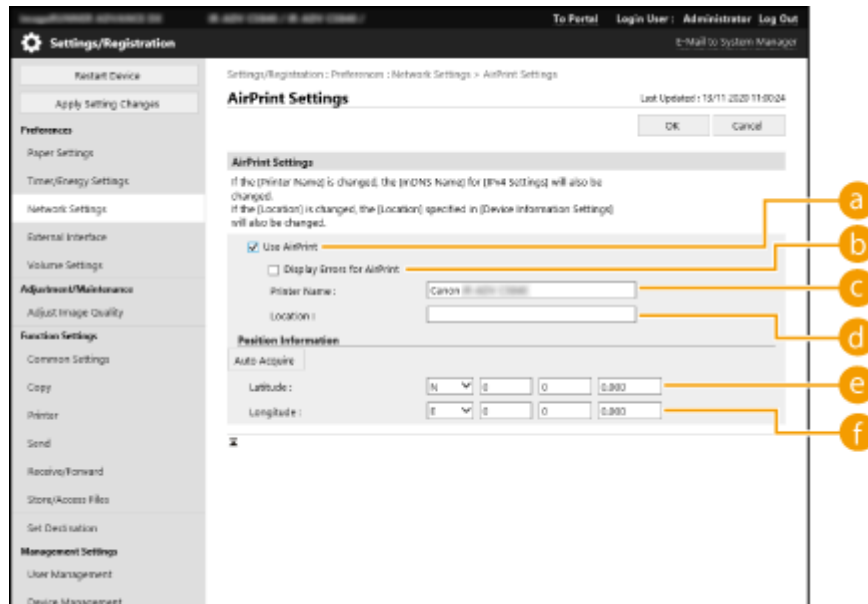 To Portal Login User : Administrator Log Out
Settings/Registration
E-Mail to System Manager
Restart Device
Apply Setting Changes
Preferences
Paper Settings
Timer/Energy Settings
Network Settings
External Interface
Volume Settings
Adjustment/Maintenance
Adjust Image Quality
Function Settings
Common Settings
Copy
Printer
Send
Receive/Forward
Store/Access Files
Set Destination
Management Settings
User Management
Device Management
Settings/Registration : Preferences : Network Settings > AirPrint Settings
AirPrint Settings
Last Updated : 13/11 2020 11:00:24
OK Cancel
AirPrint Settings
If the [Printer Name] is changed, the [mDNS Name] for [IPv4 Settings] will also be
changed.
If the [Location] is changed, the [Location] specified in [Device Information Settings]
will also be changed.
Use AirPrint
Display Errors for AirPrint
Printer Name : Canon
Location :
Position Information
Auto Acquire
Latitude : N 0 0 0.000
Longitude : E 0 0 0.000
a
b
c
d
e
f